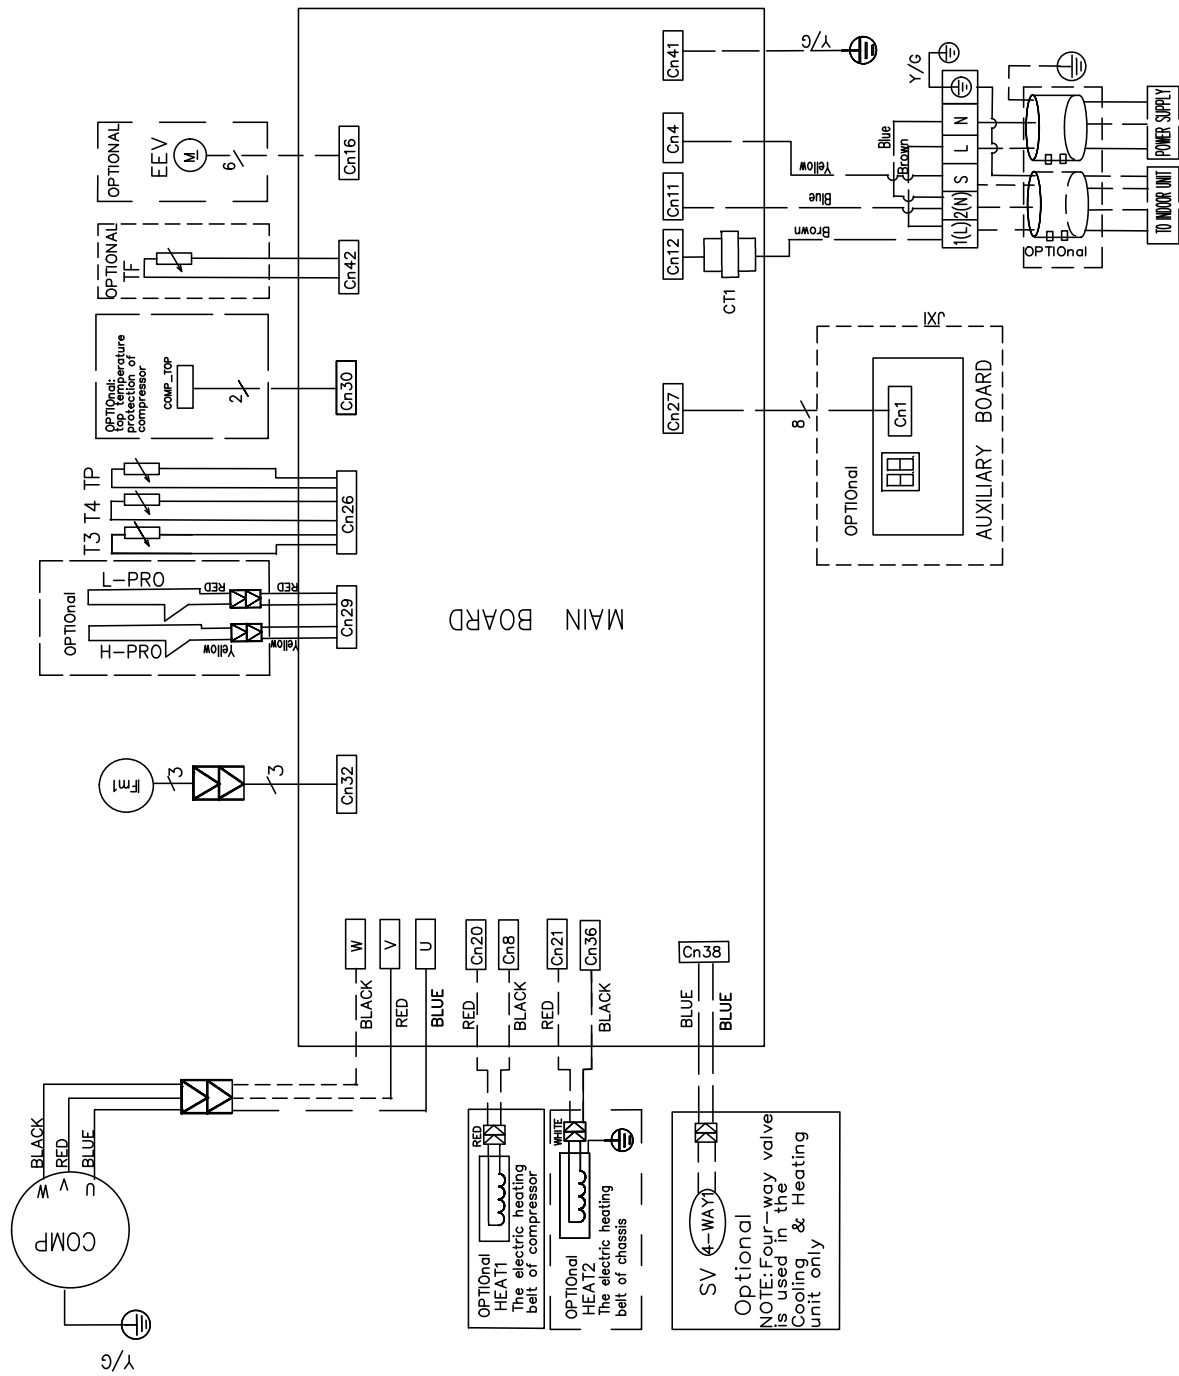 MAIN BOARD
Cn41
Y/G
Cn4
Yellow
Cn11
Blue
Cn12
CT1
Brown
Blue
Brown
Y/G
N
L
S
2(N)
1(L)
POWER SUPPLY
TO INDOOR UNIT
OPTIOnal
Cn27
8
JX1
Cn1
OPTIOnal
AUXILIARY BOARD
OPTIONAL
EEV
M
6
Cn16
OPTIONAL
TF
Cn42
OPTIOnal:
top temperature
protection of
compressor
COMP_TOP
2
Cn30
T3 T4 TP
Cn26
OPTIOnal
L-PRO
RED
RED
H-PRO
Yellow
Yellow
Cn29
Fm1
3
3
Cn32
W
V
U
BLACK
RED
BLUE
BLACK
RED
BLUE
W
V
U
COMP
Y/G
Cn20
Cn8
RED
BLACK
RED
OPTIOnal
HEAT1
The electric heating
belt of compressor
Cn21
Cn36
RED
BLACK
WHITE
OPTIOnal
HEAT2
The electric heating
belt of chassis
Cn38
BLUE
BLUE
SV
4-WAY1
Optional
NOTE:Four-way valve
is used in the
Cooling & Heating
unit only